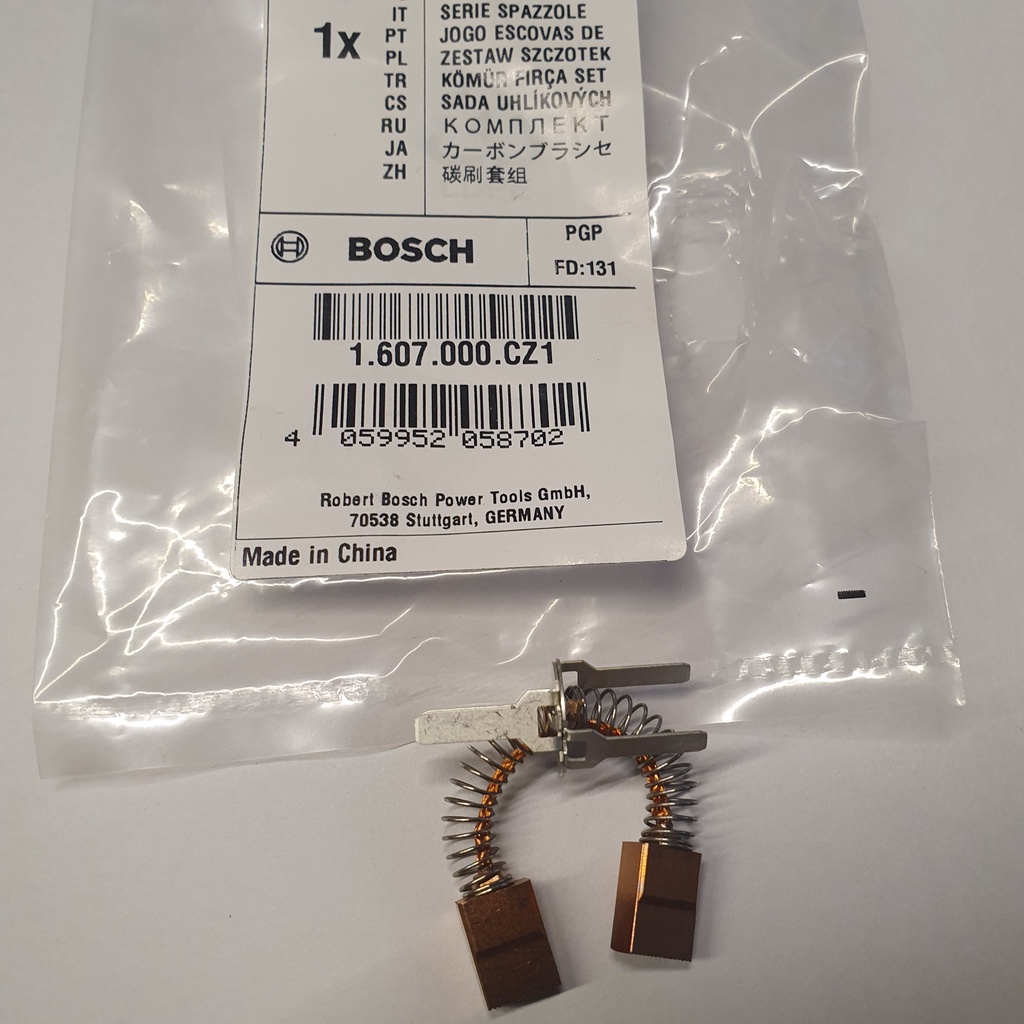 1x
IT SERIE SPAZZOLE
PT JOGO ESCOVAS DE
PL ZESTAW SZCZOTEK
TR KÖMÜR FIRÇA SET
CS SADA UHLÍKOVÝCH
RU КОМПЛЕКТ
JA カーボンブラシセ
ZH 碳刷套组
BOSCH
PGP
FD:131
1.607.000.CZ1
4 059952 058702
Robert Bosch Power Tools GmbH,
70538 Stuttgart, GERMANY
Made in China